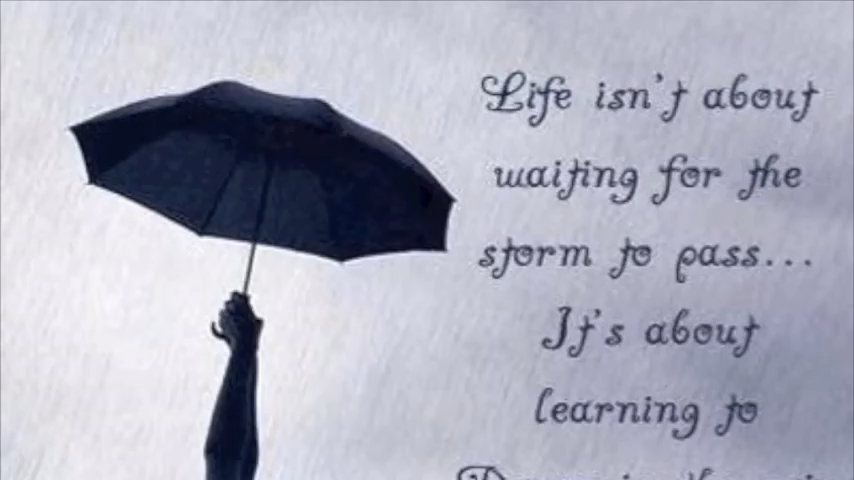 Life isn't about
waiting for the
storm to pass...
It's about
learning to